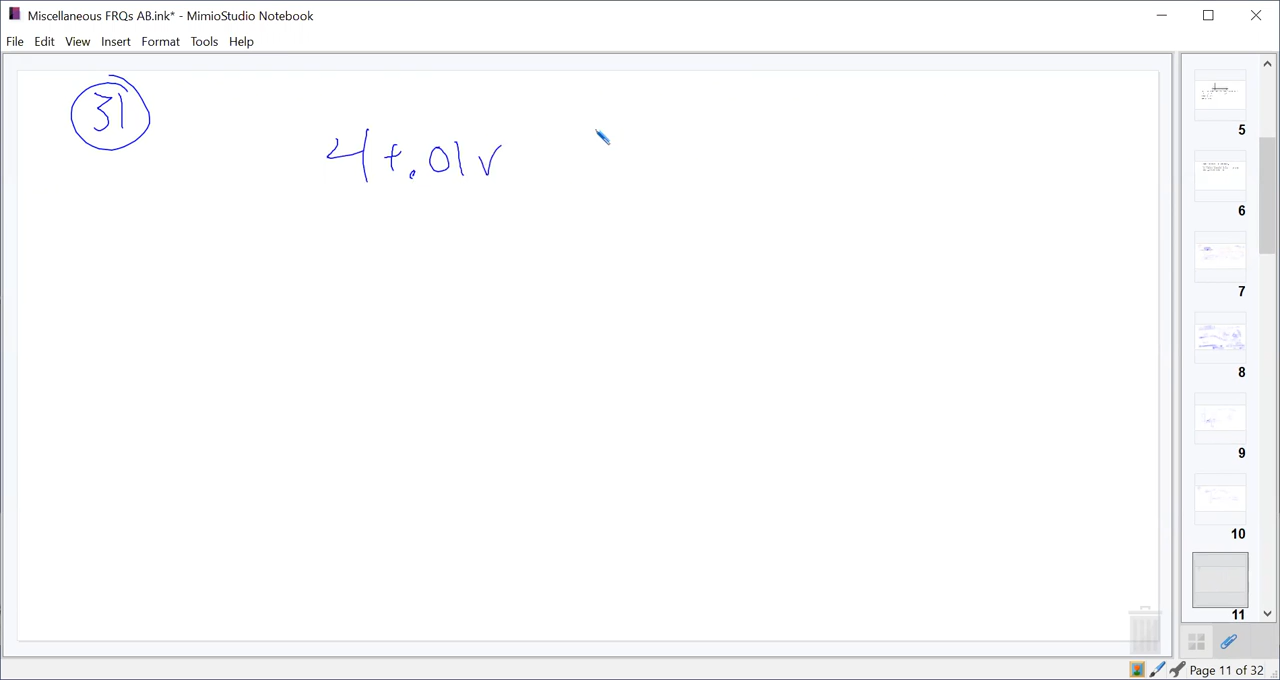 Miscellaneous FRQs AB.ink* - MimioStudio Notebook
File Edit View Insert Format Tools Help
31
4 + .01v
5
6
7
8
9
10
11
Page 11 of 32